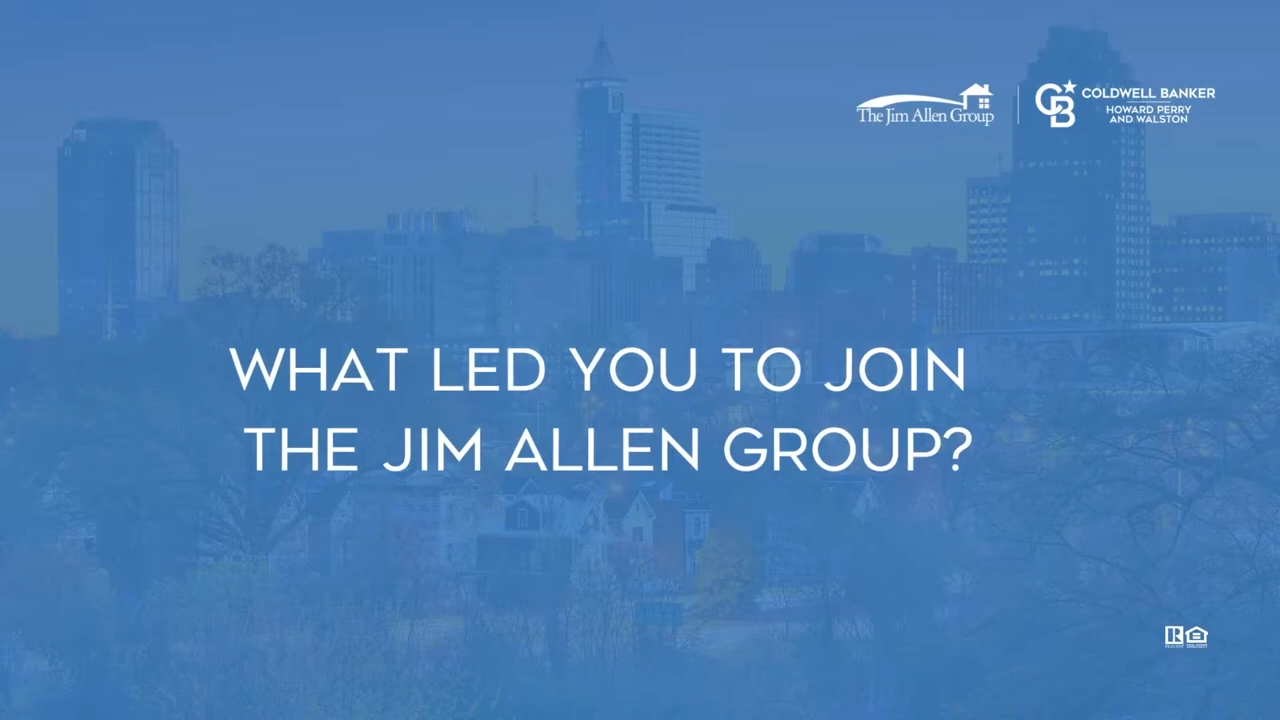 The Jim Allen Group
COLDWELL BANKER
HOWARD PERRY
AND WALSTON
WHAT LED YOU TO JOIN
THE JIM ALLEN GROUP?